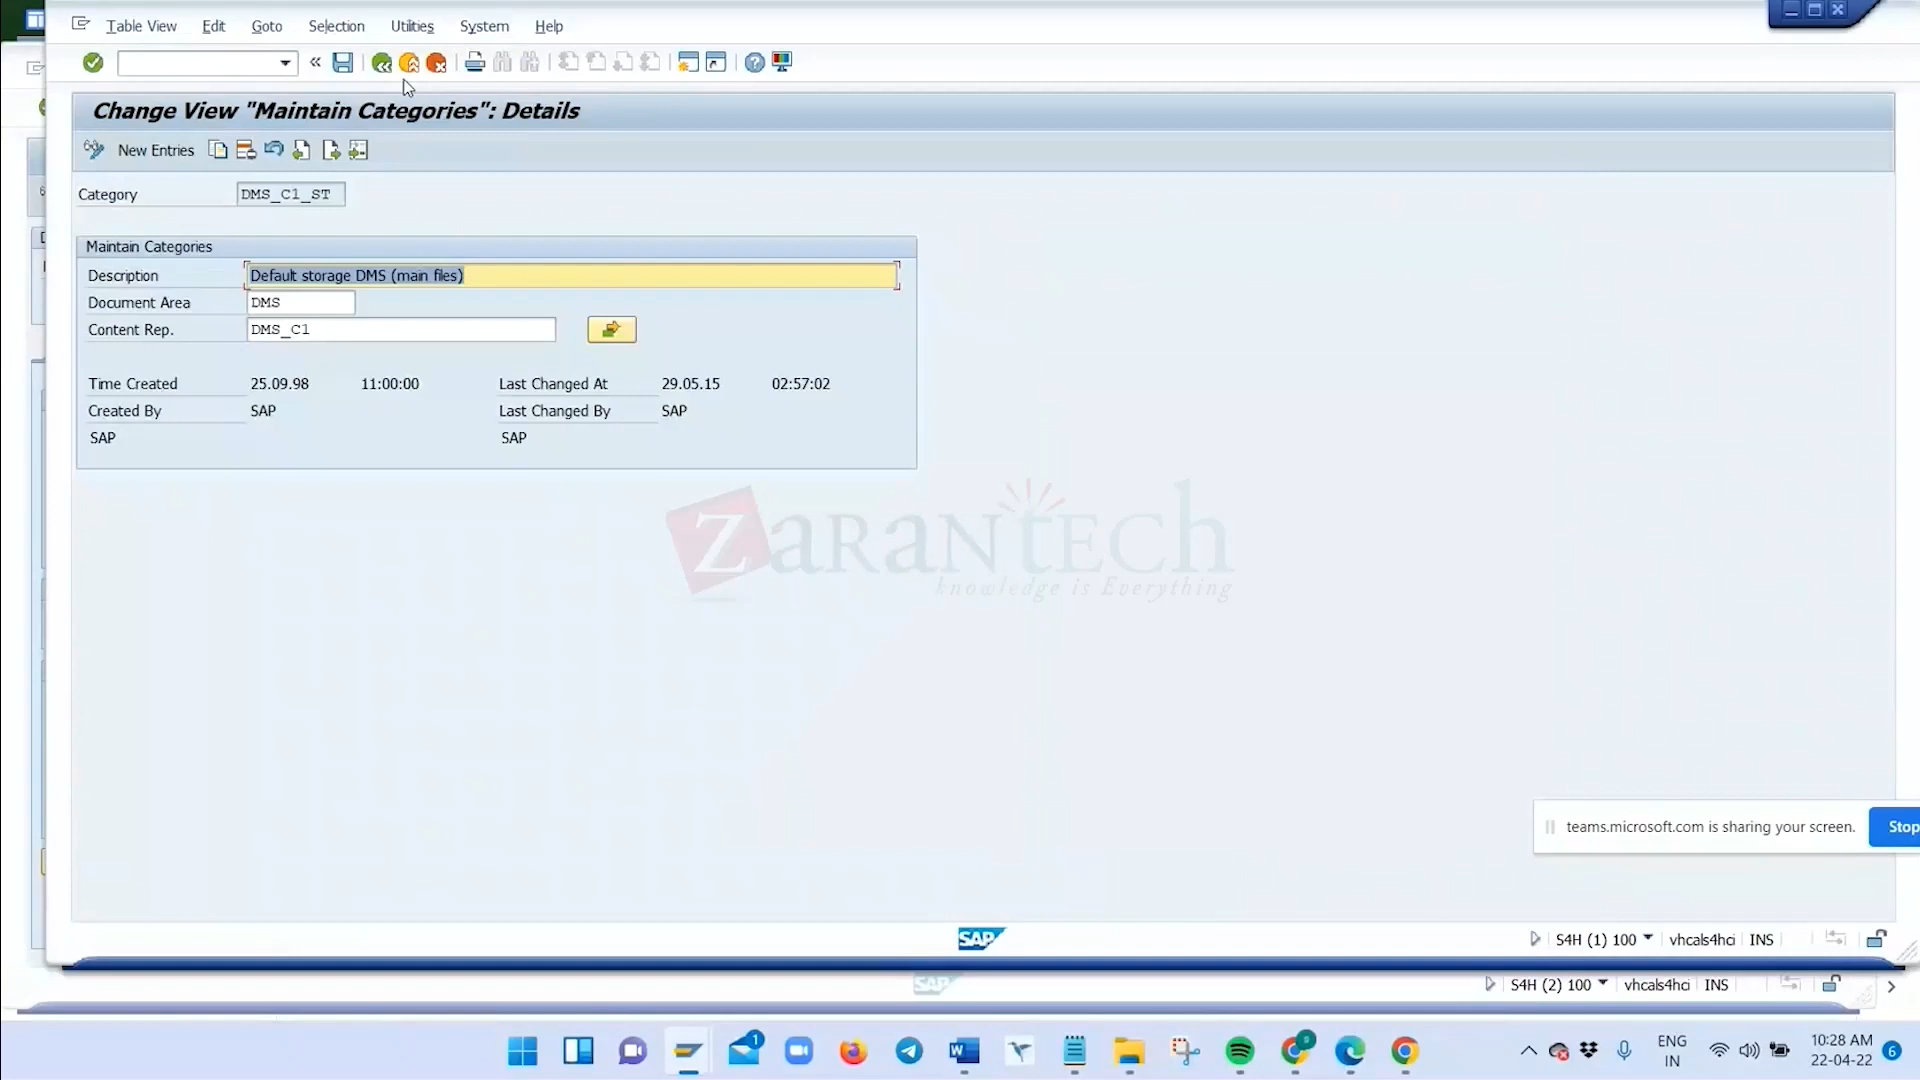 Table View Edit Goto Selection Utilities System Help
Change View "Maintain Categories": Details
New Entries
Category DMS_C1_ST
Maintain Categories
Description Default storage DMS (main files)
Document Area DMS
Content Rep. DMS_C1
Time Created 25.09.98 11:00:00 Last Changed At 29.05.15 02:57:02
Created By SAP Last Changed By SAP
SAP SAP
ZaranTech
knowledge is Everything
teams.microsoft.com is sharing your screen. Stop
SAP S4H (1) 100 vhcals4hci INS
SAP S4H (2) 100 vhcals4hci INS
1
ENG 10:28 AM
IN 22-04-22 6